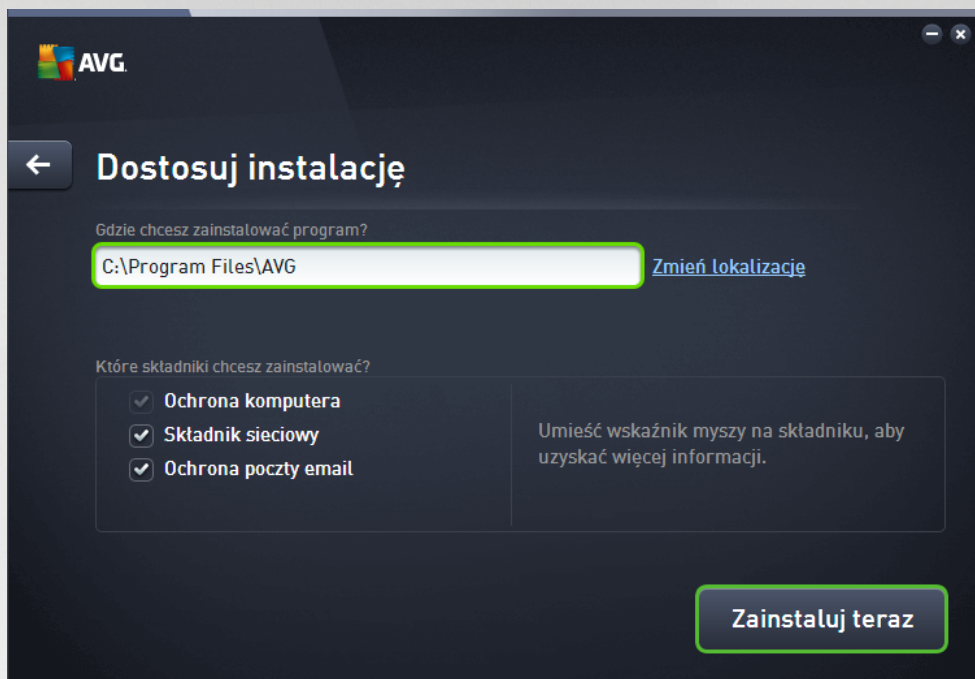 AVG.
Dostosuj instalację
Gdzie chcesz zainstalować program?
C:\Program Files\AVG
Zmień lokalizację
Które składniki chcesz zainstalować?
Ochrona komputera
Składnik sieciowy
Ochrona poczty email
Umieść wskaźnik myszy na składniku, aby
uzyskać więcej informacji.
Zainstaluj teraz